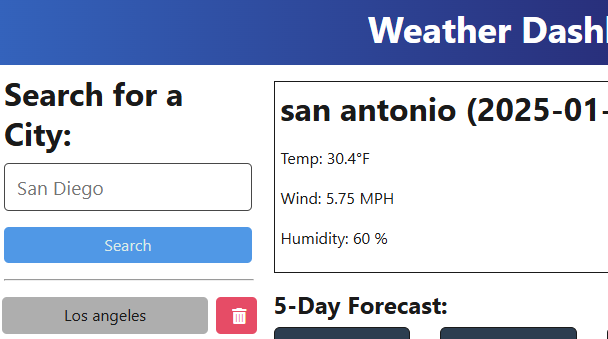 Weather Dash
Search for a
City:
San Diego
Search
Los angeles
san antonio (2025-01-
Temp: 30.4°F
Wind: 5.75 MPH
Humidity: 60 %
5-Day Forecast: